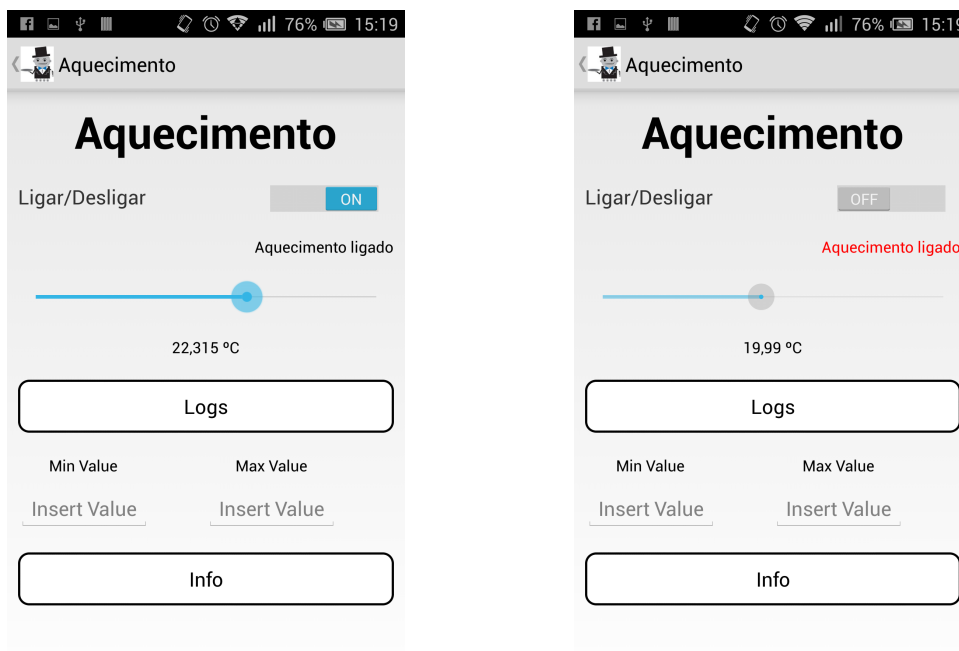 76% 15:19
Aquecimento
Aquecimento
Ligar/Desligar ON
Aquecimento ligado
22,315 ºC
Logs
Min Value Max Value
Insert Value Insert Value
Info
76% 15:19
Aquecimento
Aquecimento
Ligar/Desligar OFF
Aquecimento ligado
19,99 ºC
Logs
Min Value Max Value
Insert Value Insert Value
Info